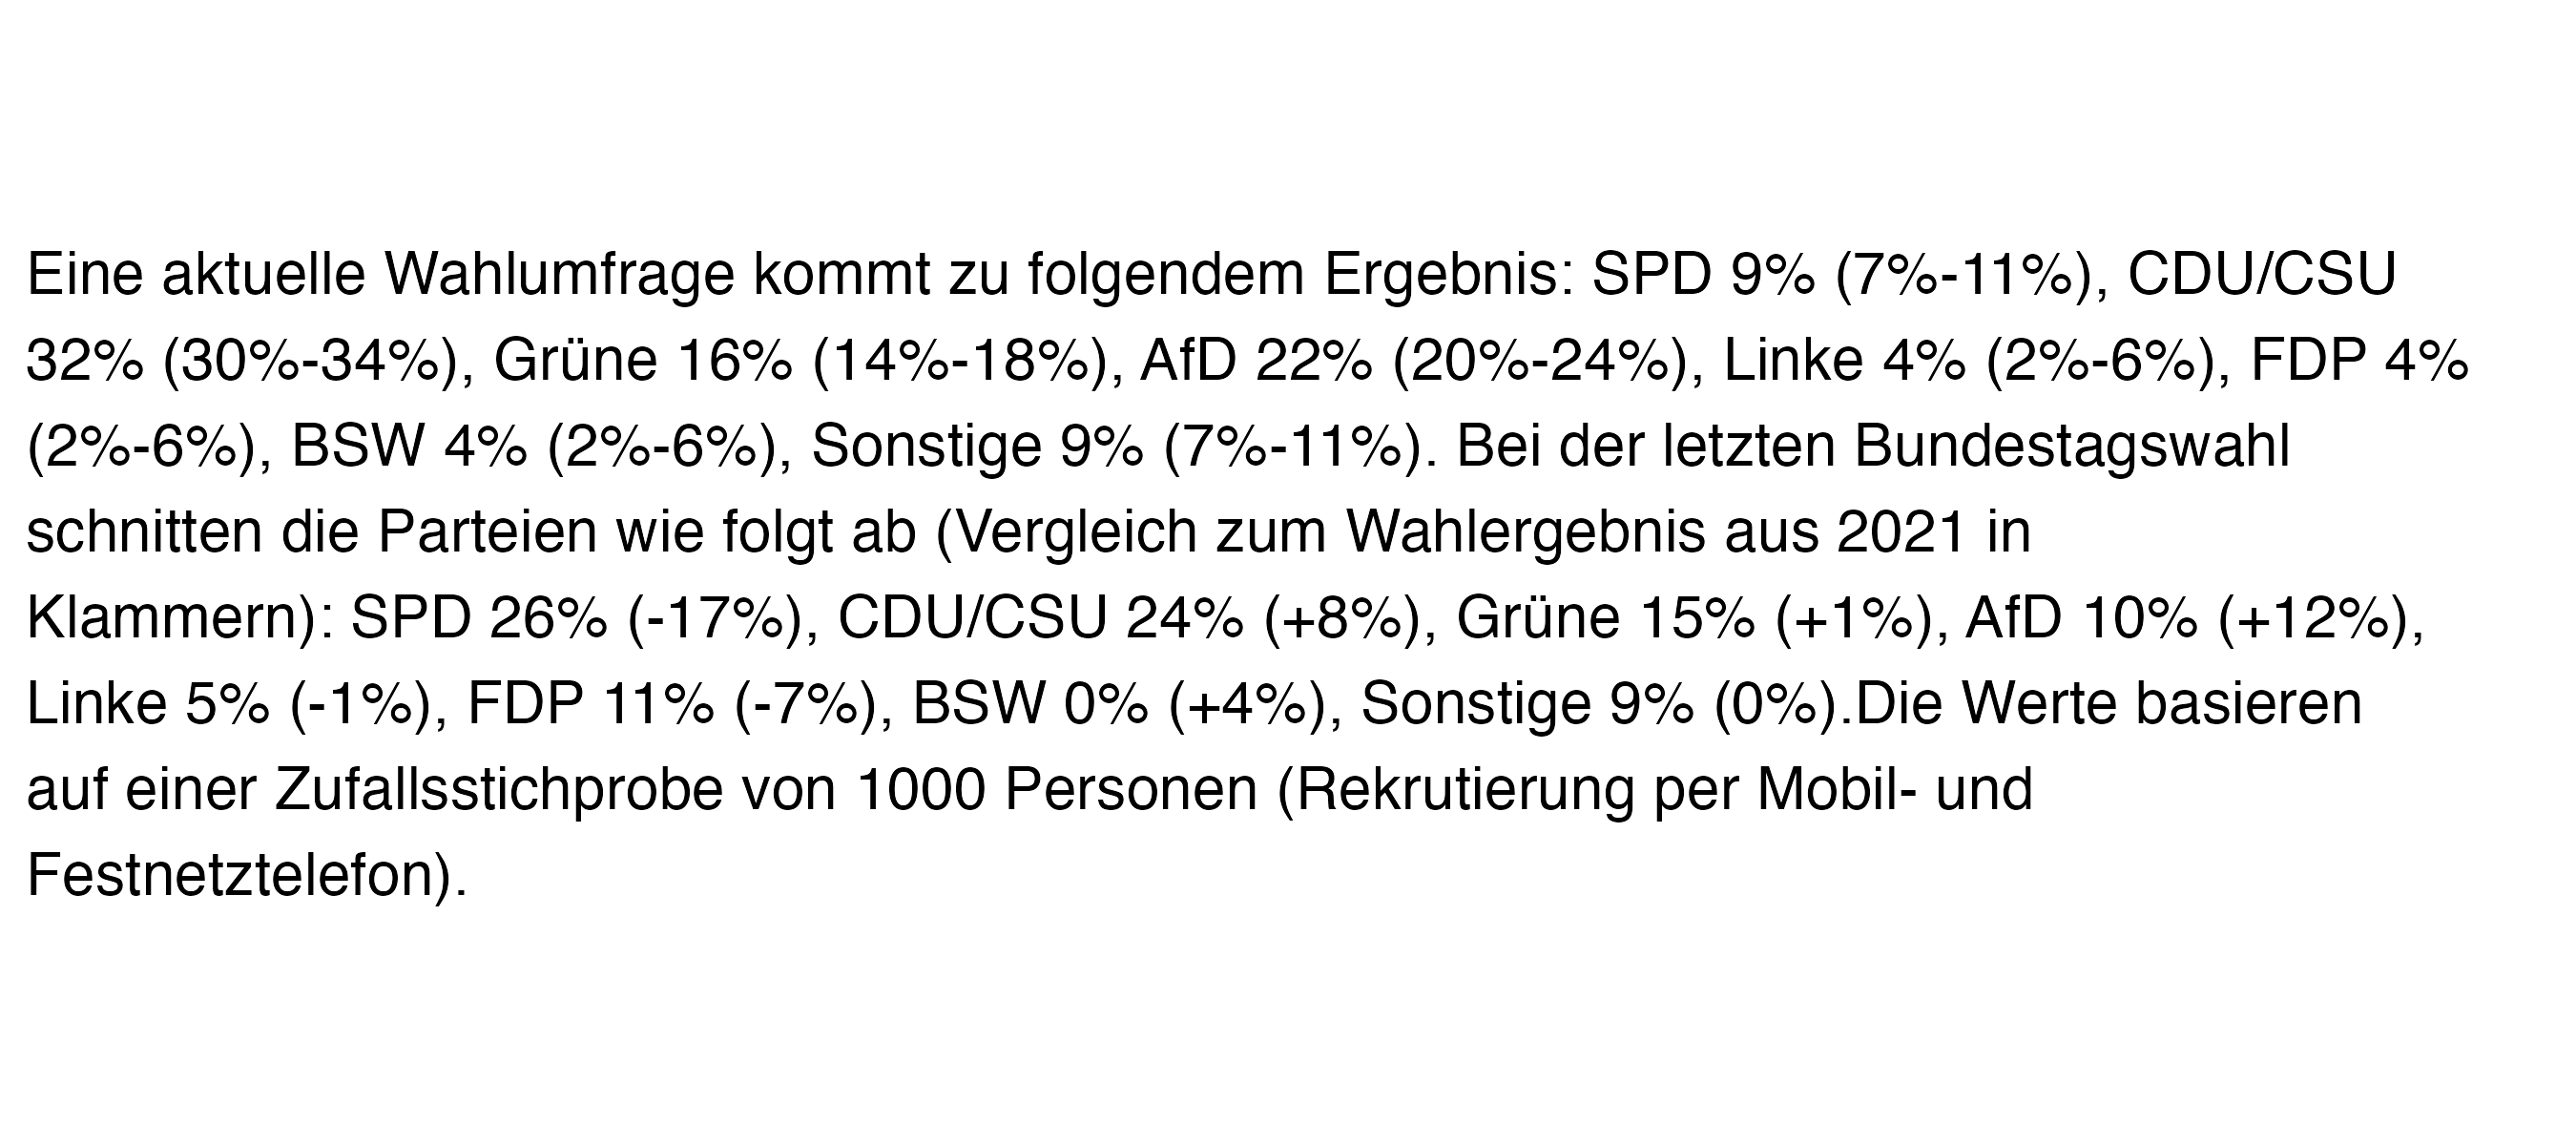 Eine aktuelle Wahlumfrage kommt zu folgendem Ergebnis: SPD 9% (7%-11%), CDU/CSU
32% (30%-34%), Grüne 16% (14%-18%), AfD 22% (20%-24%), Linke 4% (2%-6%), FDP 4%
(2%-6%), BSW 4% (2%-6%), Sonstige 9% (7%-11%). Bei der letzten Bundestagswahl
schnitten die Parteien wie folgt ab (Vergleich zum Wahlergebnis aus 2021 in
Klammern): SPD 26% (-17%), CDU/CSU 24% (+8%), Grüne 15% (+1%), AfD 10% (+12%),
Linke 5% (-1%), FDP 11% (-7%), BSW 0% (+4%), Sonstige 9% (0%).Die Werte basieren
auf einer Zufallsstichprobe von 1000 Personen (Rekrutierung per Mobil- und
Festnetztelefon).